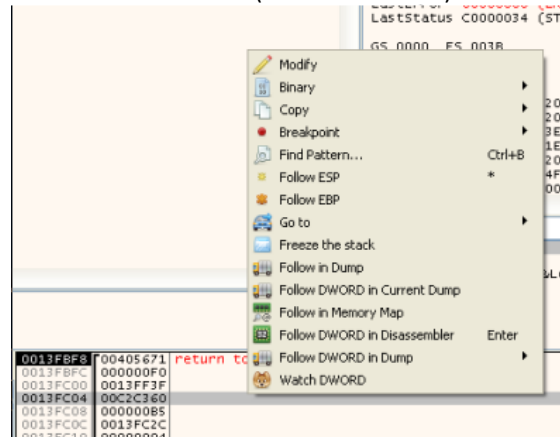 LastStatus C0000034 (ST
GS 0000 FS 003B
Modify
Binary
Copy
Breakpoint
Find Pattern... Ctrl+B
Follow ESP *
Follow EBP
Go to
Freeze the stack
Follow in Dump
Follow DWORD in Current Dump
Follow in Memory Map
Follow DWORD in Disassembler Enter
Follow DWORD in Dump
Watch DWORD
0013FBF8 00405671 return to
0013FBFC 000000F0
0013FC00 0013FF3F
0013FC04 00C2C360
0013FC08 000000B5
0013FC0C 0013FC2C